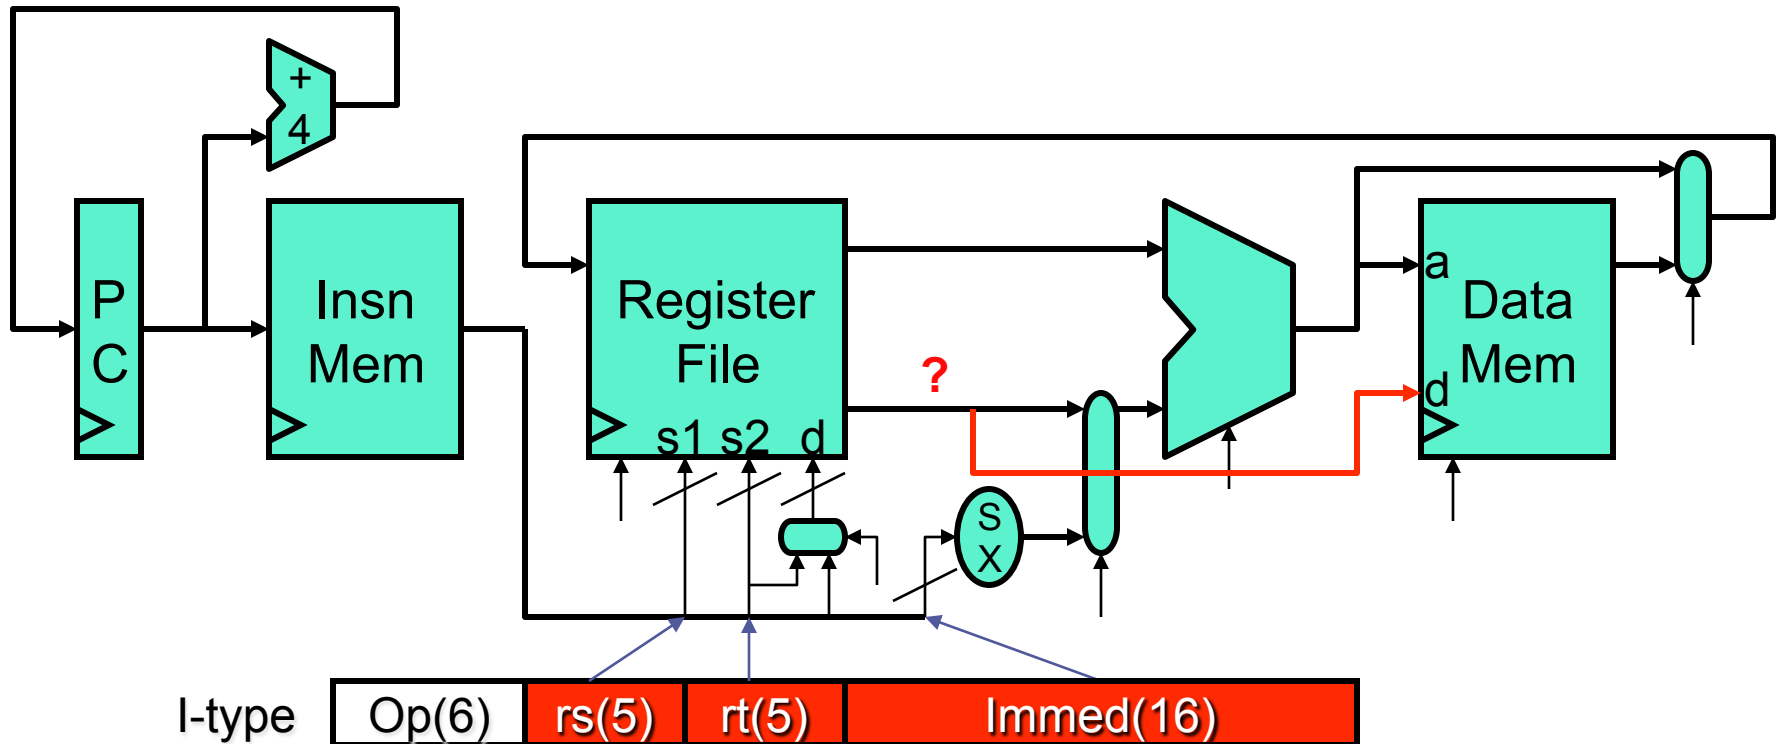 +
4
P
C
Insn
Mem
Register
File
s1 s2 d
?
a
Data
Mem
d
S
X
I-type Op(6) rs(5) rt(5) Immed(16)